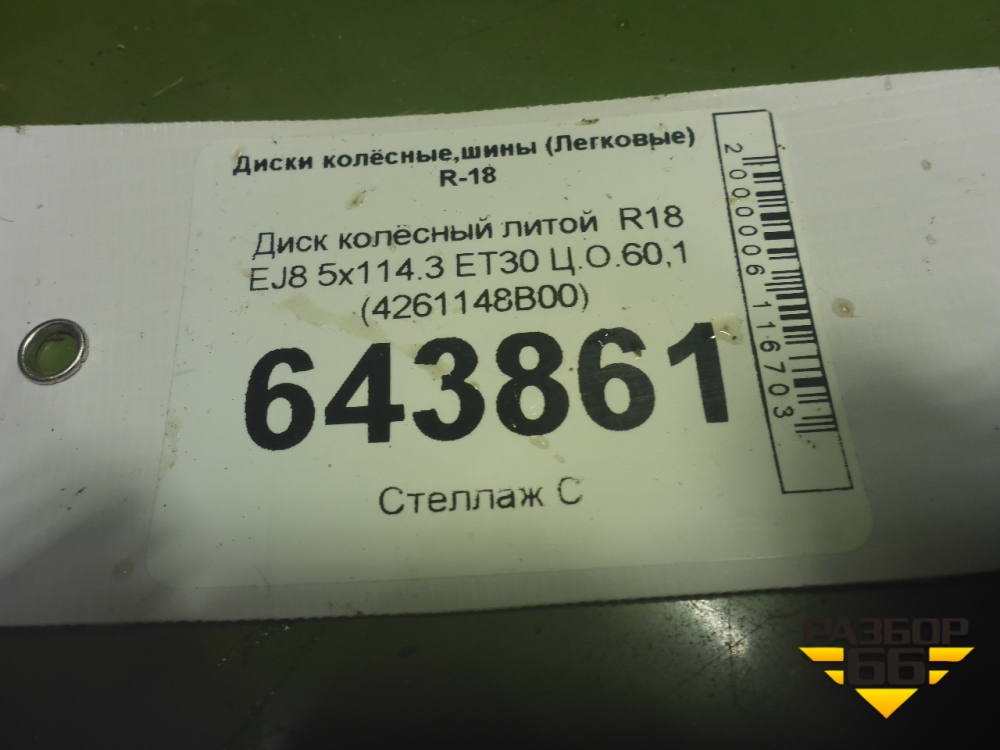 Диски колёсные,шины (Легковые)
R-18
Диск колёсный литой R18
EJ8 5x114.3 ET30 Ц.О.60,1
(4261148B00)
643861
Стеллаж С
2000006116703
РАЗБОР
66